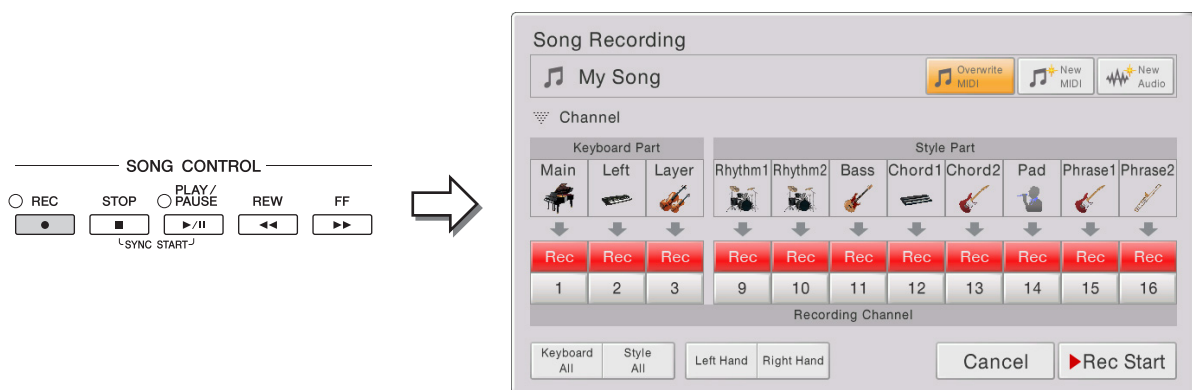 SONG CONTROL
REC
STOP
PLAY/
PAUSE
REW
FF
SYNC START
Song Recording
My Song
Overwrite
MIDI
New
MIDI
New
Audio
Channel
Keyboard Part
Style Part
Main Left Layer Rhythm1 Rhythm2 Bass Chord1 Chord2 Pad Phrase1 Phrase2
Rec Rec Rec Rec Rec Rec Rec Rec Rec Rec Rec
1 2 3 9 10 11 12 13 14 15 16
Recording Channel
Keyboard
All
Style
All
Left Hand
Right Hand
Cancel
Rec Start